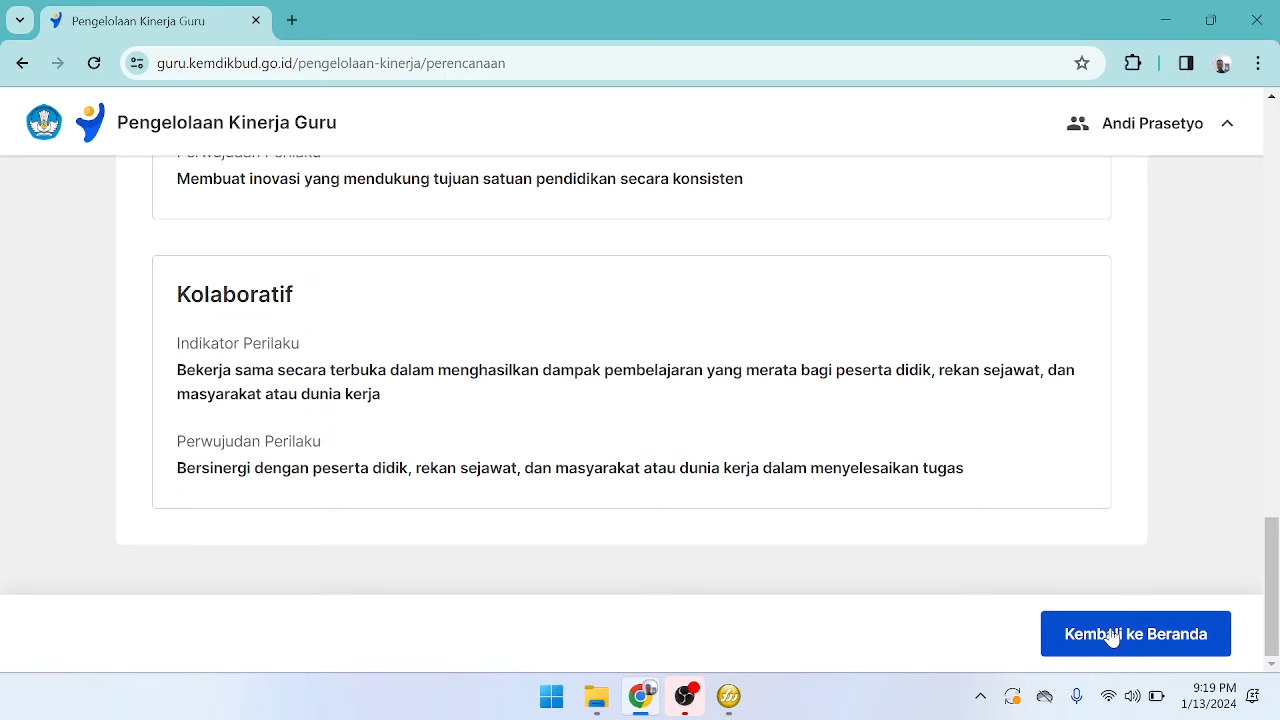 Pengelolaan Kinerja Guru
guru.kemdikbud.go.id/pengelolaan-kinerja/perencanaan
Pengelolaan Kinerja Guru
Andi Prasetyo
Perwujudan Perilaku
Membuat inovasi yang mendukung tujuan satuan pendidikan secara konsisten
Kolaboratif
Indikator Perilaku
Bekerja sama secara terbuka dalam menghasilkan dampak pembelajaran yang merata bagi peserta didik, rekan sejawat, dan
masyarakat atau dunia kerja
Perwujudan Perilaku
Bersinergi dengan peserta didik, rekan sejawat, dan masyarakat atau dunia kerja dalam menyelesaikan tugas
Kembali ke Beranda
9:19 PM
1/13/2024